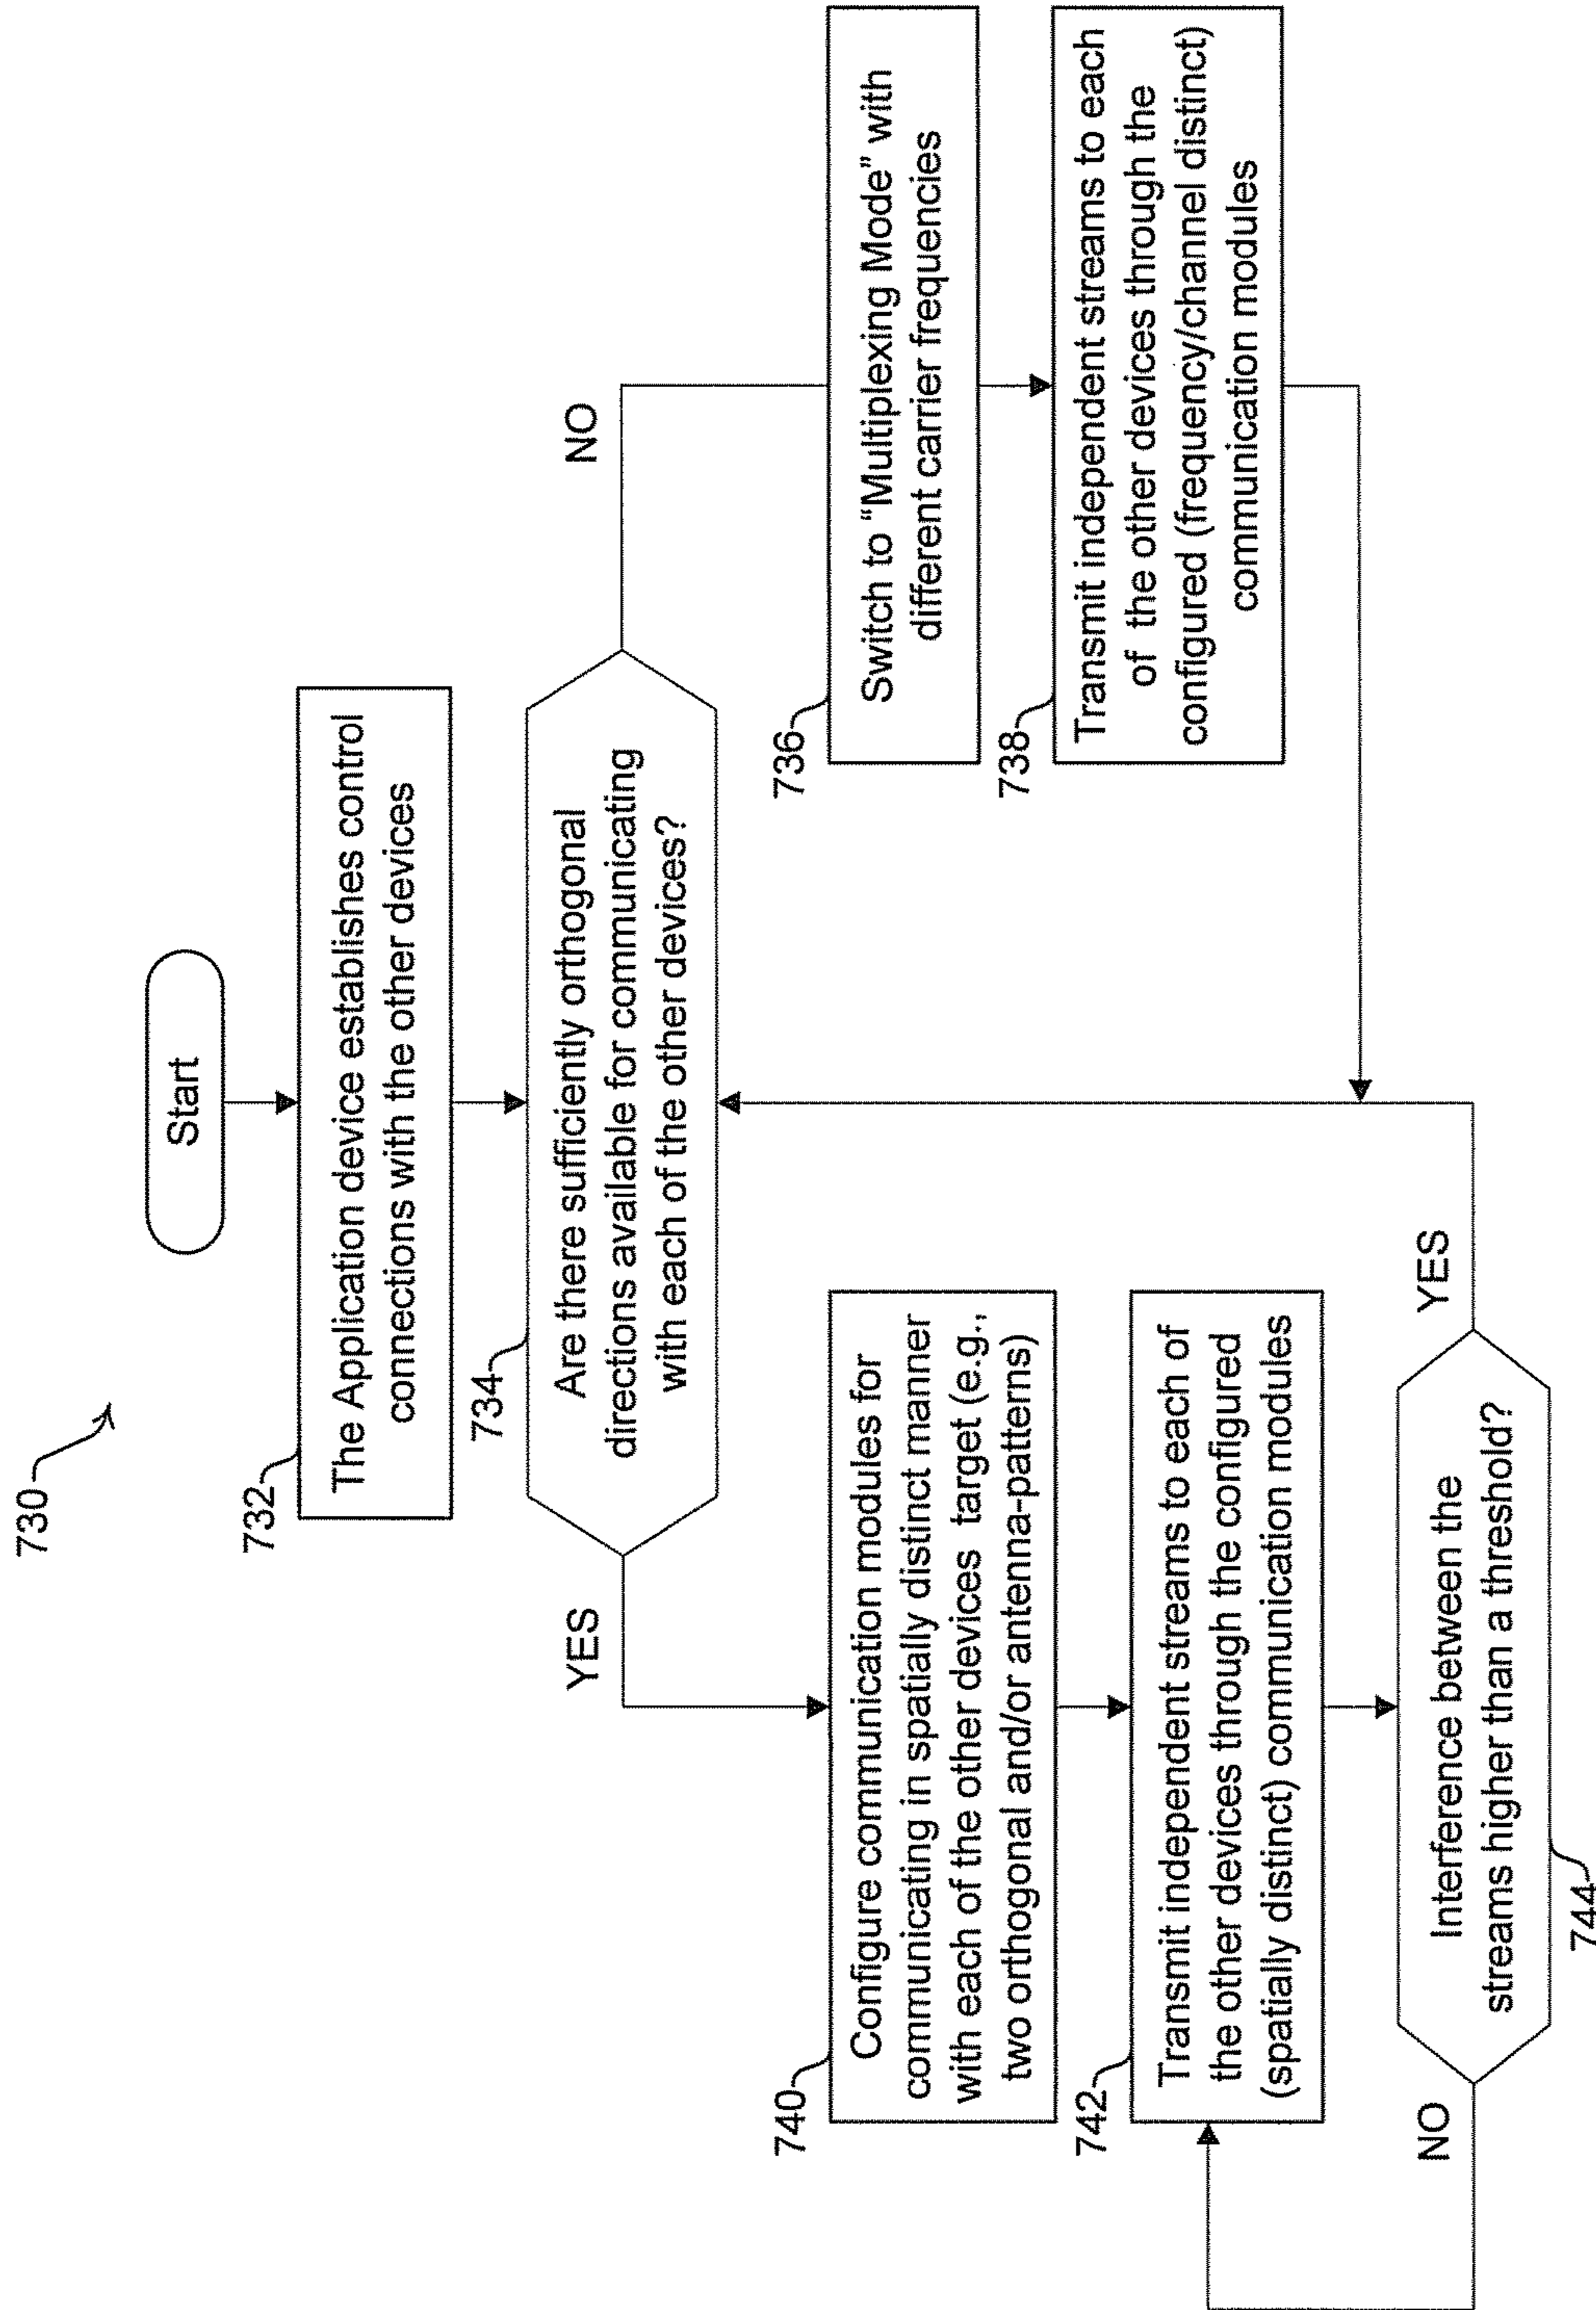 730
Start
732
The Application device establishes control
connections with the other devices
734
Are there sufficiently orthogonal
directions available for communicating
with each of the other devices?
YES
NO
740
Configure communication modules for
communicating in spatially distinct manner
with each of the other devices target (e.g.,
two orthogonal and/or antenna-patterns)
736
Switch to “Multiplexing Mode” with
different carrier frequencies
742
Transmit independent streams to each of
the other devices through the configured
(spatially distinct) communication modules
738
Transmit independent streams to each
of the other devices through the
configured (frequency/channel distinct)
communication modules
NO
YES
Interference between the
streams higher than a threshold?
744